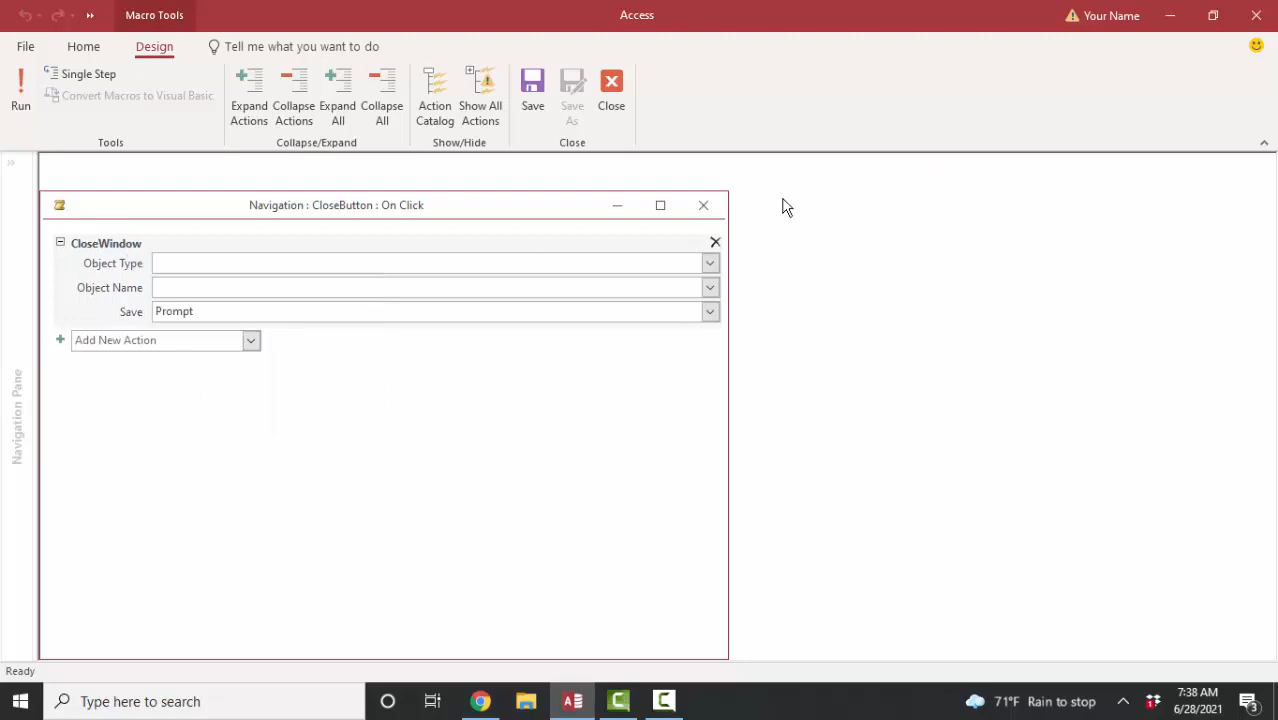 Macro Tools
Access
Your Name
File
Home
Design
Tell me what you want to do
Run
Single Step
Convert Macros to Visual Basic
Tools
Expand Actions
Collapse Actions
Expand All
Collapse All
Collapse/Expand
Action Catalog
Show All Actions
Show/Hide
Save
Save As
Close
Close
Navigation Pane
Navigation : CloseButton : On Click
CloseWindow
Object Type
Object Name
Save
Prompt
Add New Action
Ready
Type here to search
71°F Rain to stop
7:38 AM
6/28/2021
3